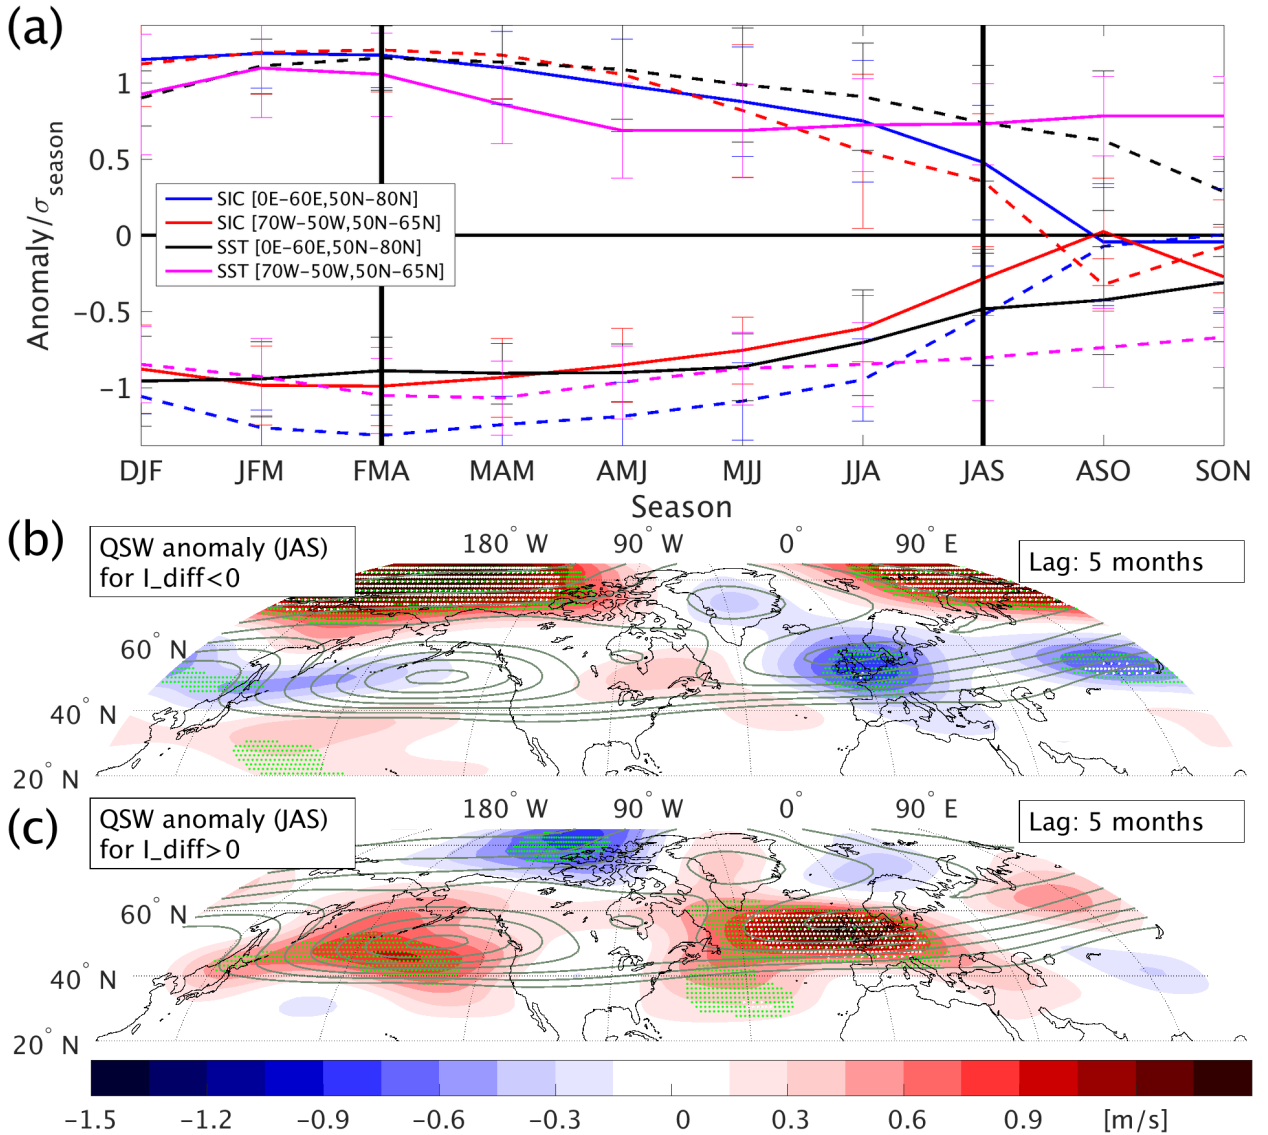 (a)
Anomaly/σ_season
1
0.5
0
−0.5
−1
SIC [0E−60E,50N−80N]
SIC [70W−50W,50N−65N]
SST [0E−60E,50N−80N]
SST [70W−50W,50N−65N]
DJF JFM FMA MAM AMJ MJJ JJA JAS ASO SON
Season
(b)
QSW anomaly (JAS)
for I_diff<0
180° W 90° W 0° 90° E
Lag: 5 months
60° N
40° N
20° N
(c)
QSW anomaly (JAS)
for I_diff>0
180° W 90° W 0° 90° E
Lag: 5 months
60° N
40° N
20° N
−1.5 −1.2 −0.9 −0.6 −0.3 0 0.3 0.6 0.9 [m/s]